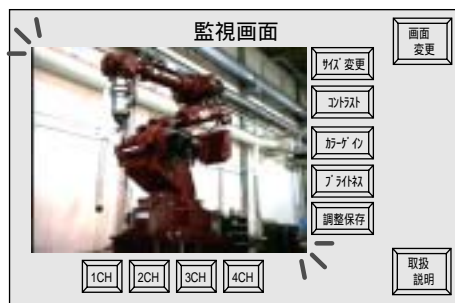 監視画面
画面
変更
ｻｲｽﾞ変更
ｺﾝﾄﾗｽﾄ
ｶﾗｰｹﾞｲﾝ
ﾌﾞﾗｲﾄﾈｽ
調整保存
1CH 2CH 3CH 4CH
取扱
説明